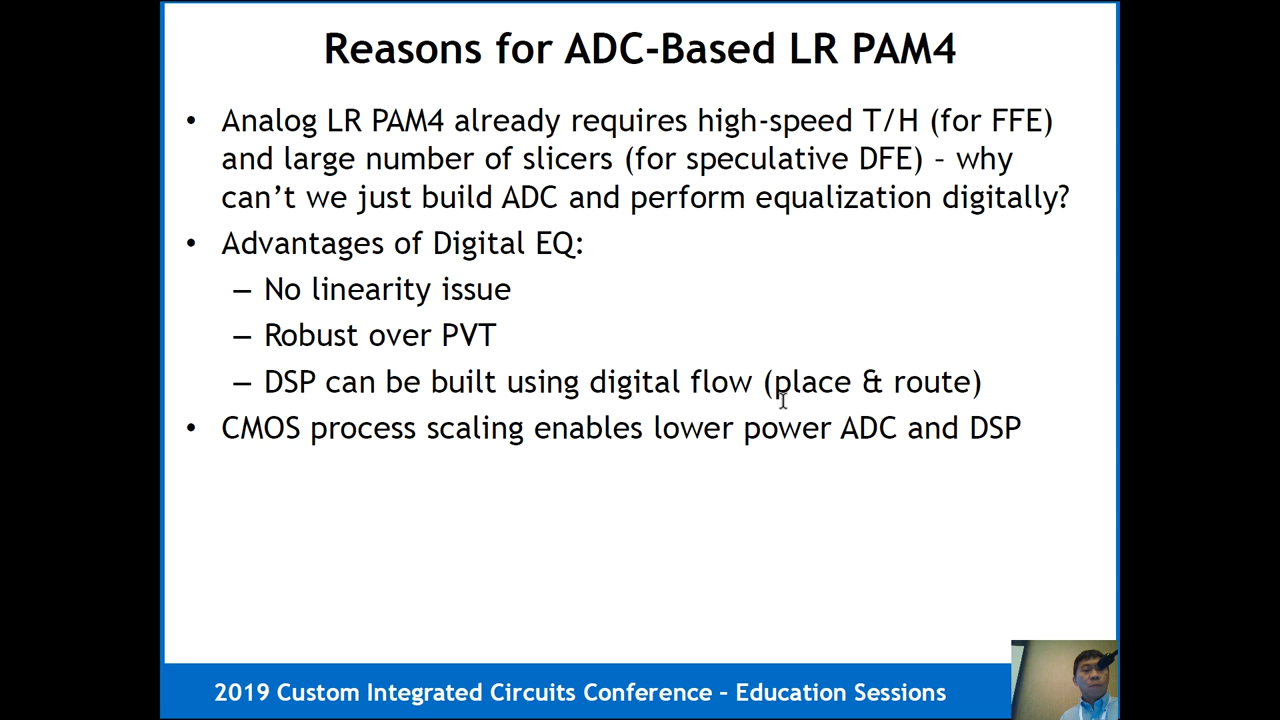 Reasons for ADC-Based LR PAM4
• Analog LR PAM4 already requires high-speed T/H (for FFE)
and large number of slicers (for speculative DFE) – why
can’t we just build ADC and perform equalization digitally?
• Advantages of Digital EQ:
– No linearity issue
– Robust over PVT
– DSP can be built using digital flow (place & route)
• CMOS process scaling enables lower power ADC and DSP
2019 Custom Integrated Circuits Conference – Education Sessions